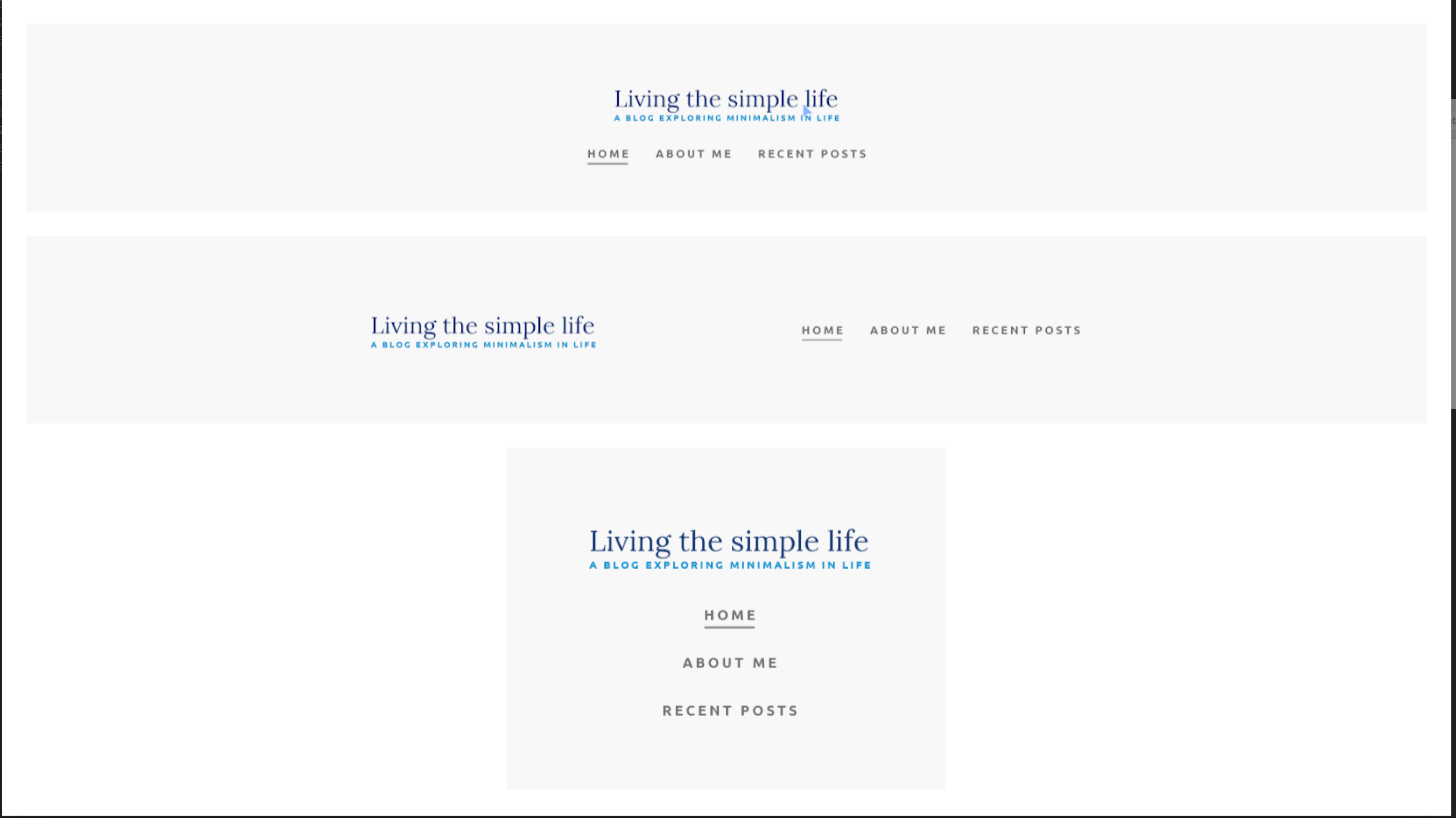 Living the simple life
A BLOG EXPLORING MINIMALISM IN LIFE
HOME ABOUT ME RECENT POSTS
Living the simple life
A BLOG EXPLORING MINIMALISM IN LIFE
HOME ABOUT ME RECENT POSTS
Living the simple life
A BLOG EXPLORING MINIMALISM IN LIFE
HOME
ABOUT ME
RECENT POSTS